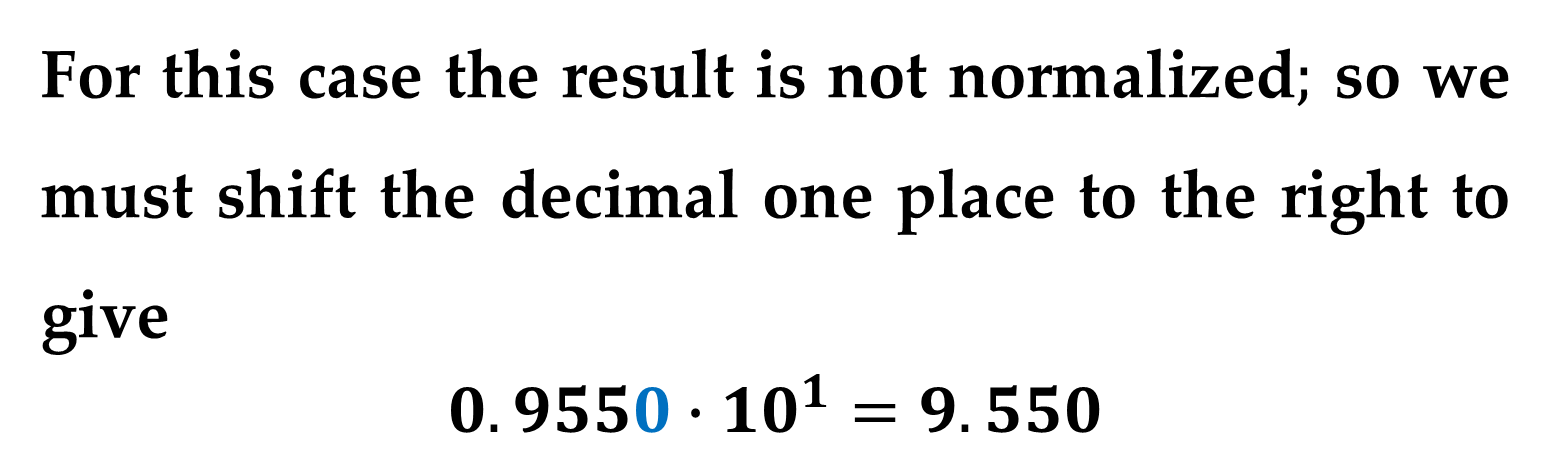 For this case the result is not normalized; so we
must shift the decimal one place to the right to
give
0.9550 · 10¹ = 9.550